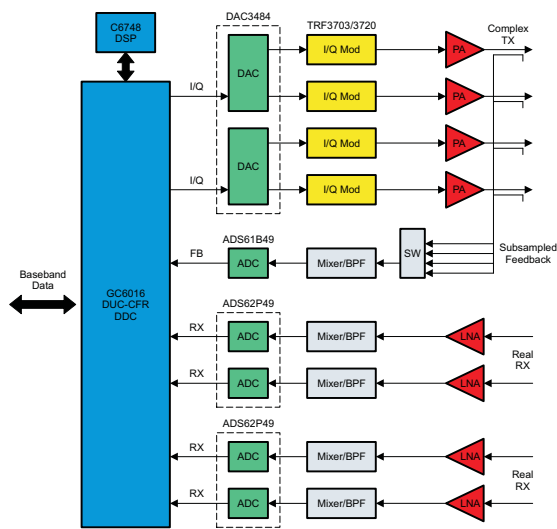 C6748
DSP
DAC3484
TRF3703/3720
Complex
TX
DAC
I/Q Mod
PA
I/Q
I/Q Mod
PA
DAC
I/Q Mod
PA
I/Q
I/Q Mod
PA
ADS61B49
FB
ADC
Mixer/BPF
SW
Subsampled
Feedback
Baseband
Data
GC6016
DUC-CFR
DDC
ADS62P49
RX
ADC
Mixer/BPF
LNA
Real
RX
RX
ADC
Mixer/BPF
LNA
ADS62P49
RX
ADC
Mixer/BPF
LNA
Real
RX
RX
ADC
Mixer/BPF
LNA